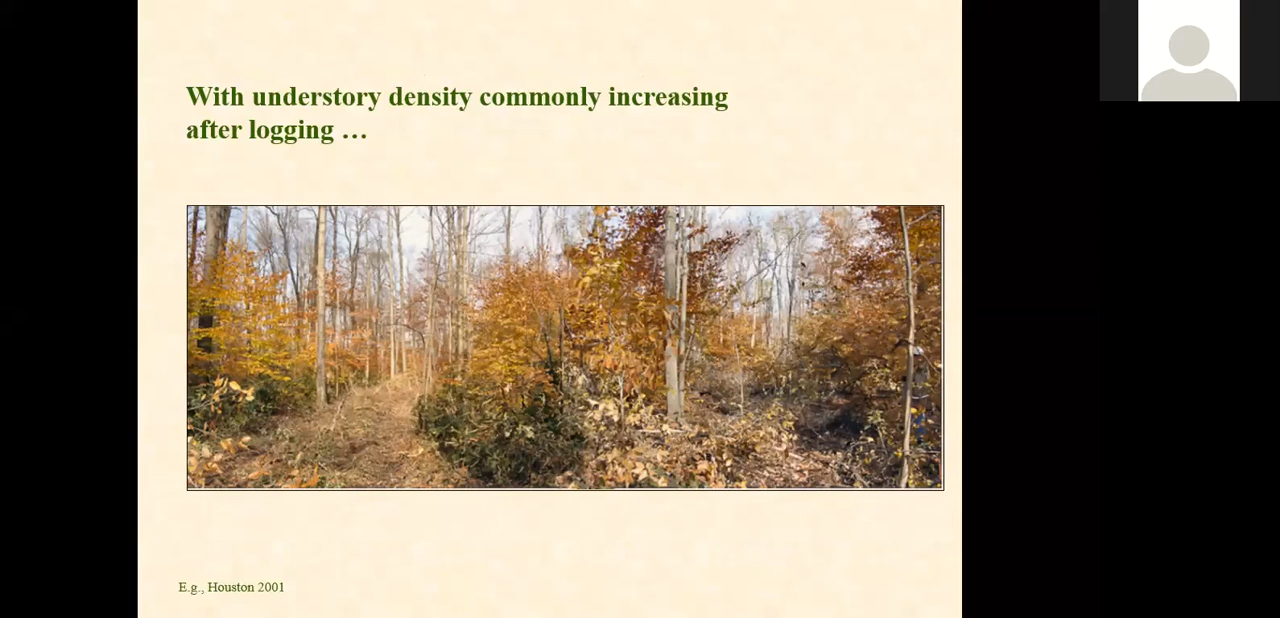 With understory density commonly increasing
after logging …
E.g., Houston 2001